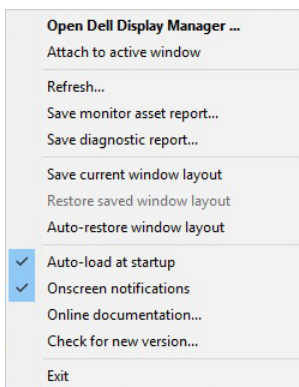 Open Dell Display Manager ...
Attach to active window
Refresh...
Save monitor asset report...
Save diagnostic report...
Save current window layout
Restore saved window layout
Auto-restore window layout
Auto-load at startup
Onscreen notifications
Online documentation...
Check for new version...
Exit